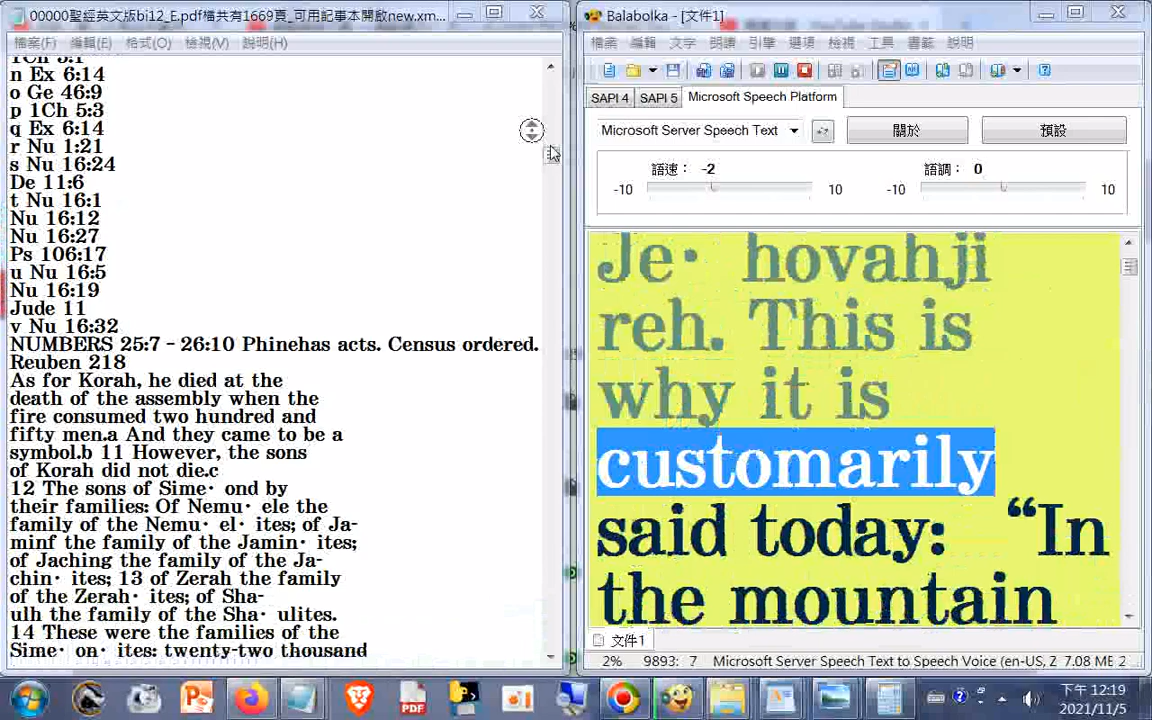 00000聖經英文版bi12_E.pdf檔共有1669頁_可用記事本開啟new.xm...
檔案(F) 編輯(E) 格式(O) 檢視(V) 說明(H)
1Ch 5:1
n Ex 6:14
o Ge 46:9
p 1Ch 5:3
q Ex 6:14
r Nu 1:21
s Nu 16:24
De 11:6
t Nu 16:1
Nu 16:12
Nu 16:27
Ps 106:17
u Nu 16:5
Nu 16:19
Jude 11
v Nu 16:32
NUMBERS 25:7 - 26:10 Phinehas acts. Census ordered.
Reuben 218
As for Korah, he died at the
death of the assembly when the
fire consumed two hundred and
fifty men.a And they came to be a
symbol.b 11 However, the sons
of Korah did not die.c
12 The sons of Sime· ond by
their families: Of Nemu· ele the
family of the Nemu· el· ites; of Ja-
minf the family of the Jamin· ites;
of Jaching the family of the Ja-
chin· ites; 13 of Zerah the family
of the Zerah· ites; of Sha-
ulh the family of the Sha· ulites.
14 These were the families of the
Sime· on· ites: twenty-two thousand
Balabolka - [文件1]
檔案 編輯 文字 朗讀 引擎 選項 檢視 工具 書籤 說明
SAPI 4 SAPI 5 Microsoft Speech Platform
Microsoft Server Speech Text 關於 預設
語速： -2 語調： 0
-10 10 -10 10
Je· hovahji
reh. This is
why it is
customarily
said today: “In
the mountain
文件1
2% 9893: 7 Microsoft Server Speech Text to Speech Voice (en-US, Z 7.08 ME 2
PDF
下午 12:19
2021/11/5